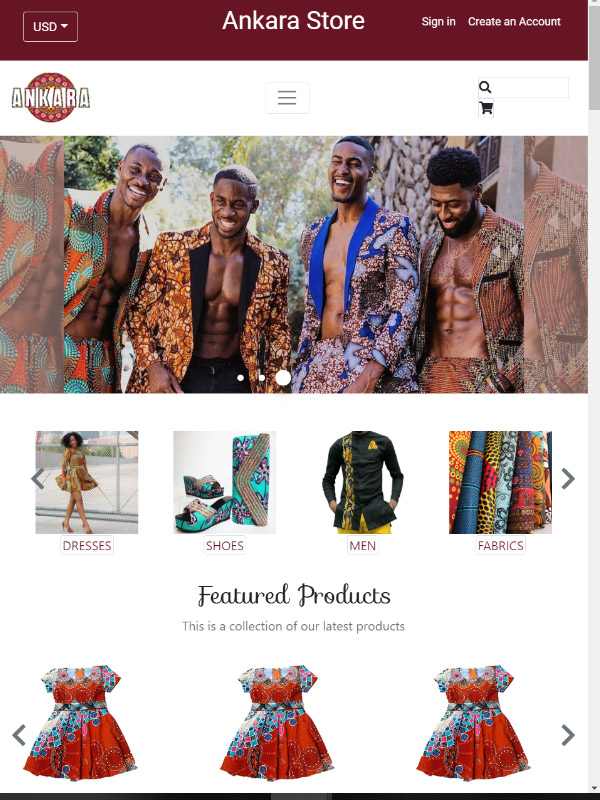 USD
Ankara Store
Sign in
Create an Account
ANKARA
DRESSES
SHOES
MEN
FABRICS
Featured Products
This is a collection of our latest products